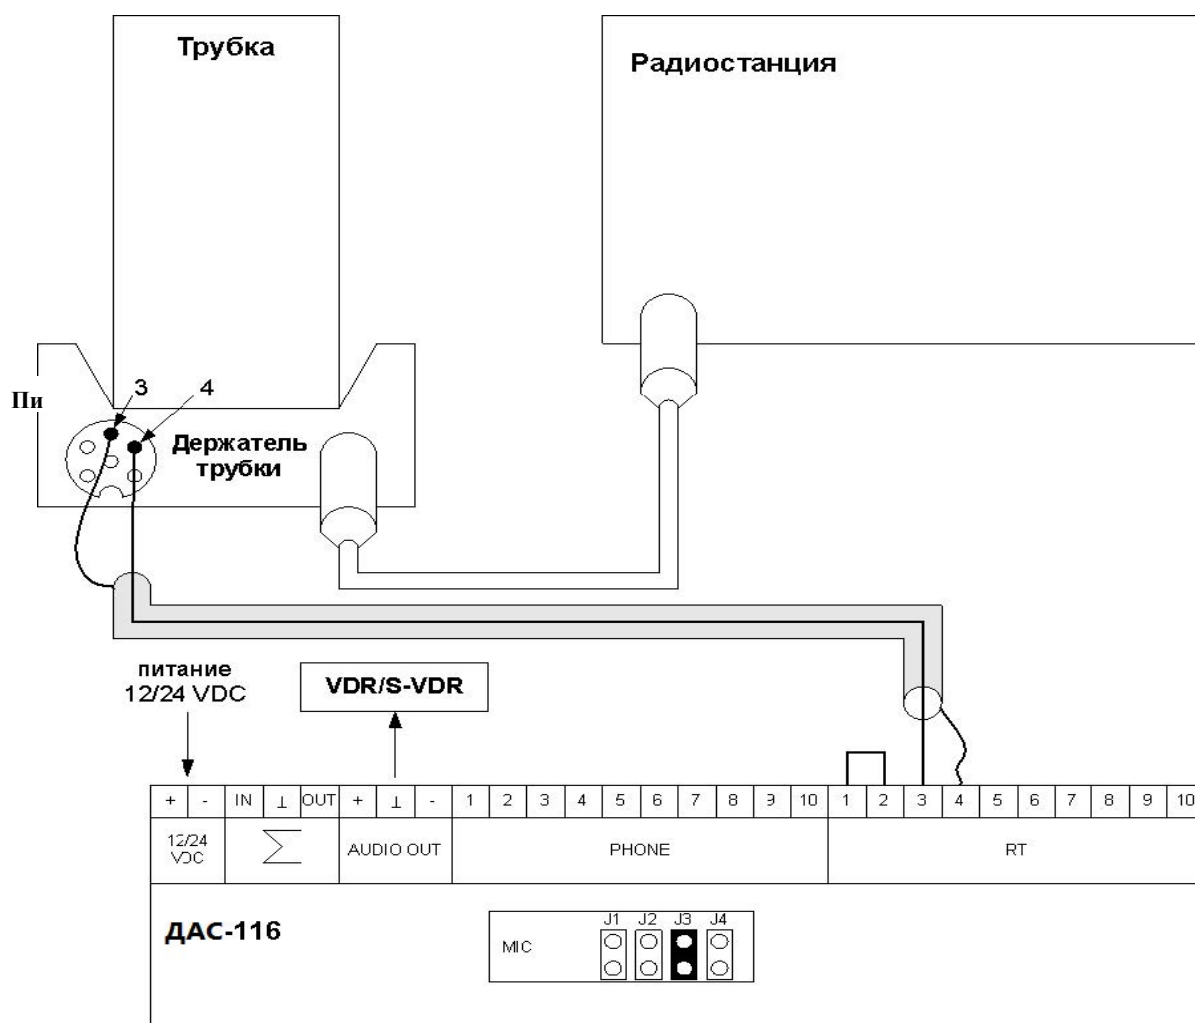 Трубка
Радиостанция
Пи
3 4
Держатель
трубки
питание
12/24 VDC
VDR/S-VDR
+ - IN ⊥ OUT + ⊥ - 1 2 3 4 5 6 7 8 9 10 1 2 3 4 5 6 7 8 9 10
12/24
VDC
Σ
AUDIO OUT
PHONE
RT
ДАС-116
MIC
J1 J2 J3 J4